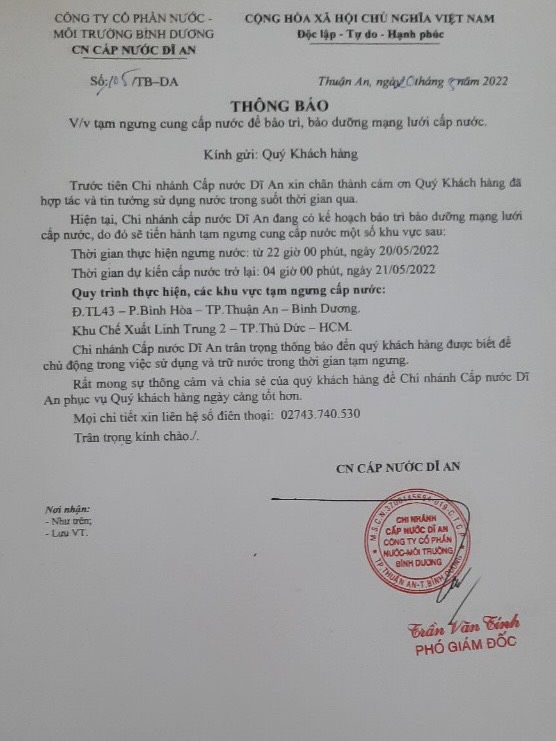 CÔNG TY CỔ PHẦN NƯỚC -
MÔI TRƯỜNG BÌNH DƯƠNG
CN CẤP NƯỚC DĨ AN
CỘNG HÒA XÃ HỘI CHỦ NGHĨA VIỆT NAM
Độc lập - Tự do - Hạnh phúc
Số: 105/TB–DA
Thuận An, ngày 20 tháng 5 năm 2022
THÔNG BÁO
V/v tạm ngưng cung cấp nước để bảo trì, bảo dưỡng mạng lưới cấp nước.
Kính gửi: Quý Khách hàng
Trước tiên Chi nhánh Cấp nước Dĩ An xin chân thành cảm ơn Quý Khách hàng đã
hợp tác và tin tưởng sử dụng nước trong suốt thời gian qua.
Hiện tại, Chi nhánh cấp nước Dĩ An đang có kế hoạch bảo trì bảo dưỡng mạng lưới
cấp nước, do đó sẽ tiến hành tạm ngưng cung cấp nước một số khu vực sau:
Thời gian thực hiện ngưng nước: từ 22 giờ 00 phút, ngày 20/05/2022
Thời gian dự kiến cấp nước trở lại: 04 giờ 00 phút, ngày 21/05/2022
Quy trình thực hiện, các khu vực tạm ngưng cấp nước:
Đ.TL43 – P.Bình Hòa – TP.Thuận An – Bình Dương.
Khu Chế Xuất Linh Trung 2 – TP.Thủ Đức – HCM.
Chi nhánh Cấp nước Dĩ An trân trọng thông báo đến quý khách hàng được biết để
chủ động trong việc sử dụng và trữ nước trong thời gian tạm ngưng.
Rất mong sự thông cảm và chia sẻ của quý khách hàng để Chi nhánh Cấp nước Dĩ
An phục vụ Quý khách hàng ngày càng tốt hơn.
Mọi chi tiết xin liên hệ số điện thoại: 02743.740.530
Trân trọng kính chào./.
CN CẤP NƯỚC DĨ AN
Nơi nhận:
- Như trên;
- Lưu VT.
CHI NHÁNH
CẤP NƯỚC DĨ AN
CÔNG TY CỔ PHẦN
NƯỚC-MÔI TRƯỜNG
BÌNH DƯƠNG
TP.THUẬN AN-T.BÌNH DƯƠNG
Trần Văn Tính
PHÓ GIÁM ĐỐC